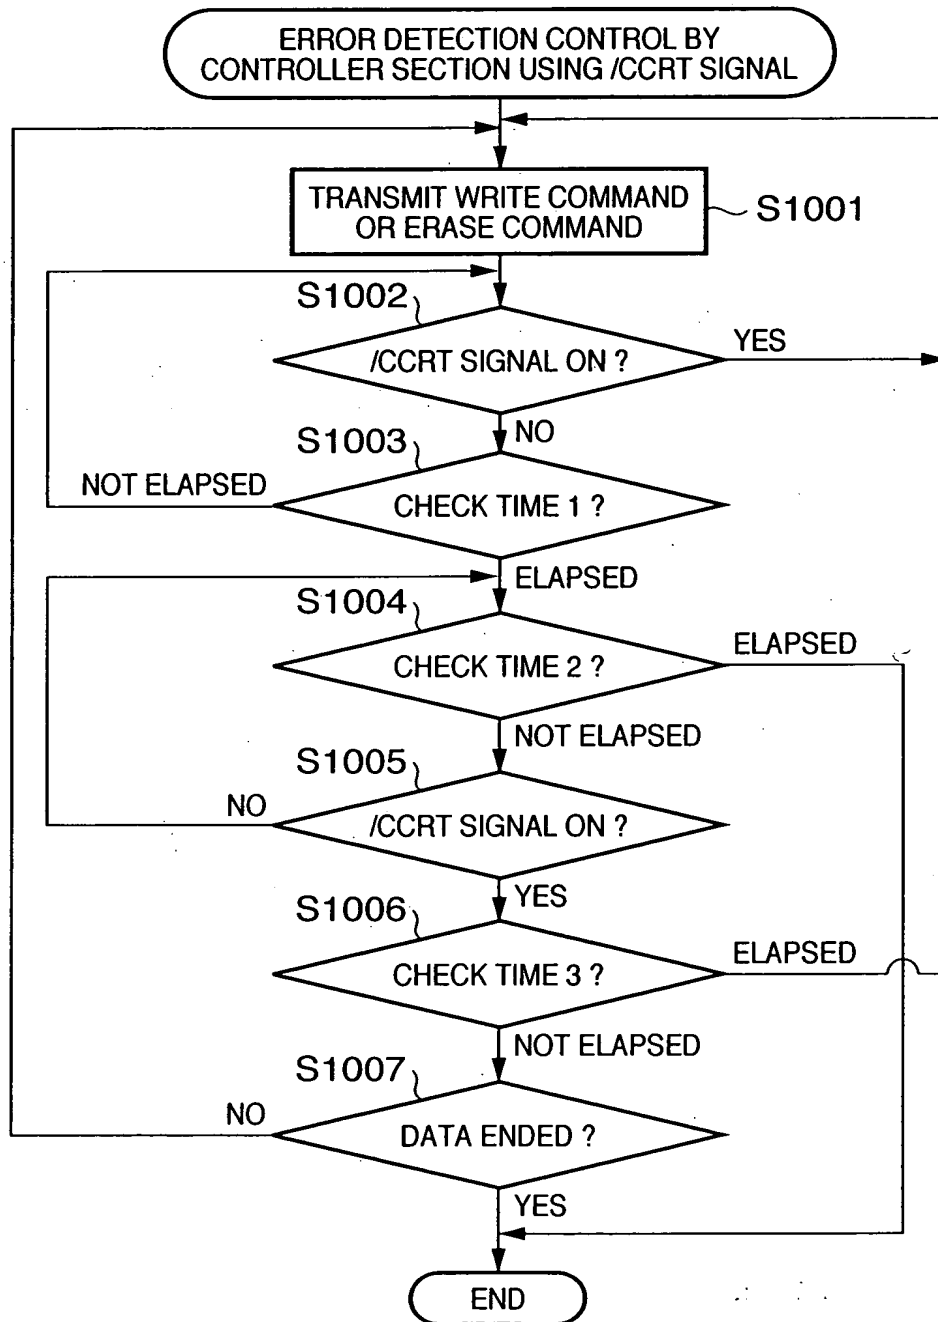 ERROR DETECTION CONTROL BY
CONTROLLER SECTION USING /CCRT SIGNAL
TRANSMIT WRITE COMMAND
OR ERASE COMMAND
S1001
S1002
/CCRT SIGNAL ON ?
YES
NO
S1003
NOT ELAPSED
CHECK TIME 1 ?
ELAPSED
S1004
CHECK TIME 2 ?
ELAPSED
NOT ELAPSED
S1005
NO
/CCRT SIGNAL ON ?
YES
S1006
CHECK TIME 3 ?
ELAPSED
NOT ELAPSED
S1007
NO
DATA ENDED ?
YES
END